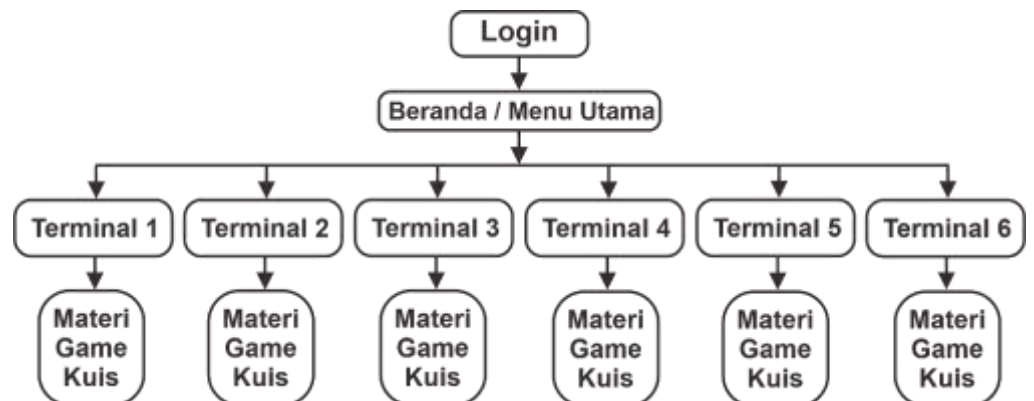 Login
Beranda / Menu Utama
Terminal 1
Terminal 2
Terminal 3
Terminal 4
Terminal 5
Terminal 6
Materi
Game
Kuis
Materi
Game
Kuis
Materi
Game
Kuis
Materi
Game
Kuis
Materi
Game
Kuis
Materi
Game
Kuis